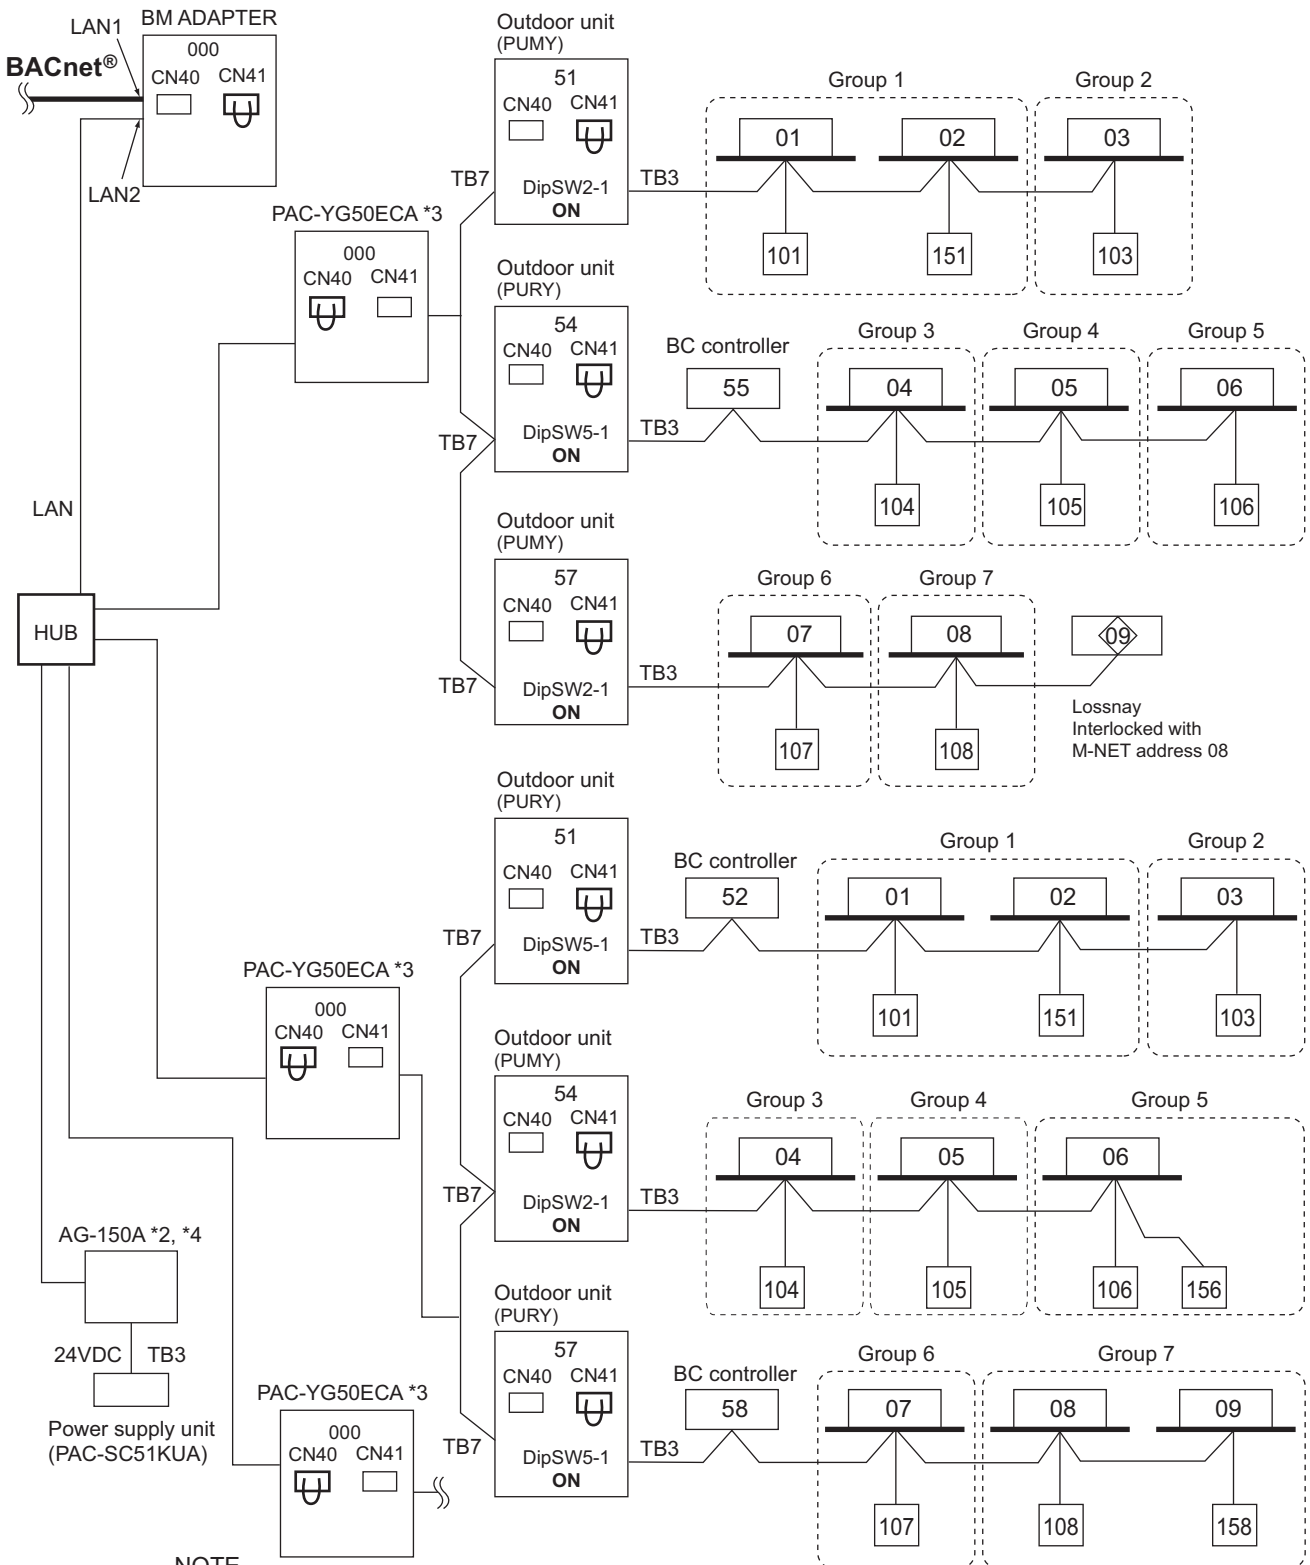 LAN1
BM ADAPTER
BACnet®
000
CN40 CN41
LAN2
Outdoor unit
(PUMY)
51
CN40 CN41
DipSW2-1
ON
TB7
TB3
Group 1
Group 2
01
02
03
101
151
103
PAC-YG50ECA *3
000
CN40 CN41
Outdoor unit
(PURY)
54
CN40 CN41
DipSW5-1
ON
TB7
TB3
BC controller
55
Group 3
Group 4
Group 5
04
05
06
104
105
106
LAN
HUB
Outdoor unit
(PUMY)
57
CN40 CN41
DipSW2-1
ON
TB7
TB3
Group 6
Group 7
07
08
09
107
108
Lossnay
Interlocked with
M-NET address 08
Outdoor unit
(PURY)
51
CN40 CN41
DipSW5-1
ON
TB7
TB3
BC controller
52
Group 1
Group 2
01
02
03
101
151
103
PAC-YG50ECA *3
000
CN40 CN41
Outdoor unit
(PUMY)
54
CN40 CN41
DipSW2-1
ON
TB7
TB3
Group 3
Group 4
Group 5
04
05
06
104
105
106
156
AG-150A *2, *4
24VDC TB3
Power supply unit
(PAC-SC51KUA)
Outdoor unit
(PURY)
57
CN40 CN41
DipSW5-1
ON
TB7
TB3
BC controller
58
Group 6
Group 7
07
08
09
107
108
158
PAC-YG50ECA *3
000
CN40 CN41
NOTE